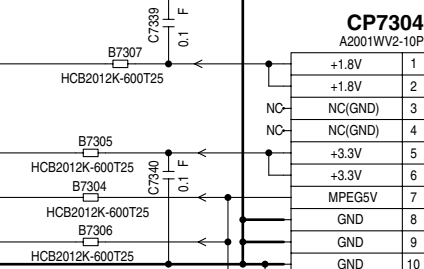 C7339
0.1 F
CP7304
A2001WV2-10P
B7307
HCB2012K-600T25
+1.8V 1
+1.8V 2
NC NC(GND) 3
NC NC(GND) 4
B7305
HCB2012K-600T25
+3.3V 5
C7340
0.1 F
+3.3V 6
B7304
HCB2012K-600T25
MPEG5V 7
GND 8
B7306
HCB2012K-600T25
GND 9
GND 10